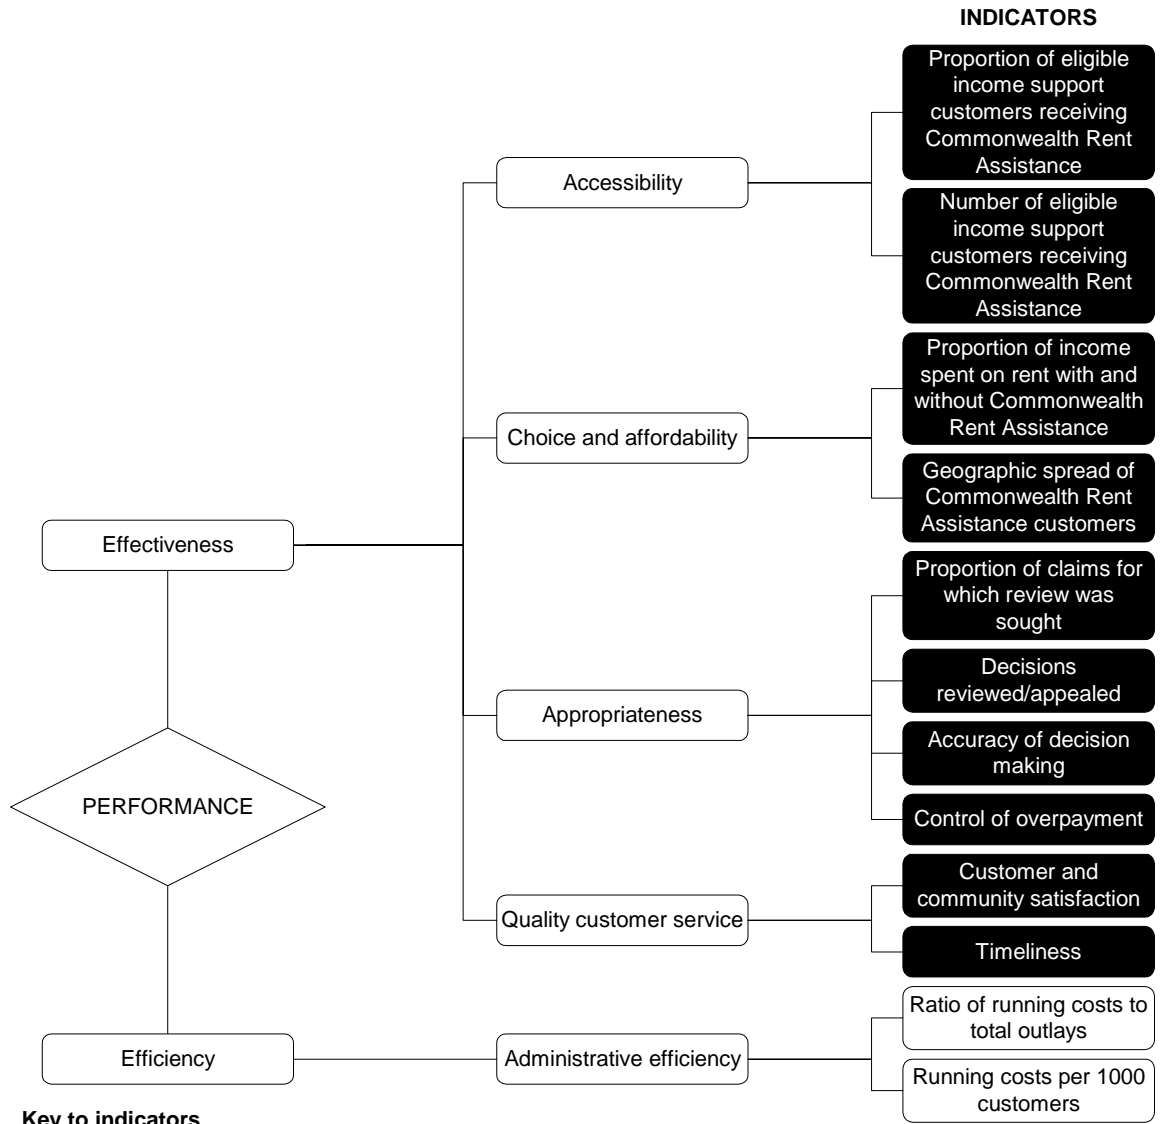 INDICATORS
Proportion of eligible
income support
customers receiving
Commonwealth Rent
Assistance
Accessibility
Number of eligible
income support
customers receiving
Commonwealth Rent
Assistance
Proportion of income
spent on rent with and
without Commonwealth
Rent Assistance
Choice and affordability
Geographic spread of
Commonwealth Rent
Assistance customers
Effectiveness
Proportion of claims for
which review was
sought
Decisions
reviewed/appealed
Appropriateness
Accuracy of decision
making
PERFORMANCE
Control of overpayment
Customer and
community satisfaction
Quality customer service
Timeliness
Ratio of running costs to
total outlays
Efficiency
Administrative efficiency
Running costs per 1000
customers
Key to indicators